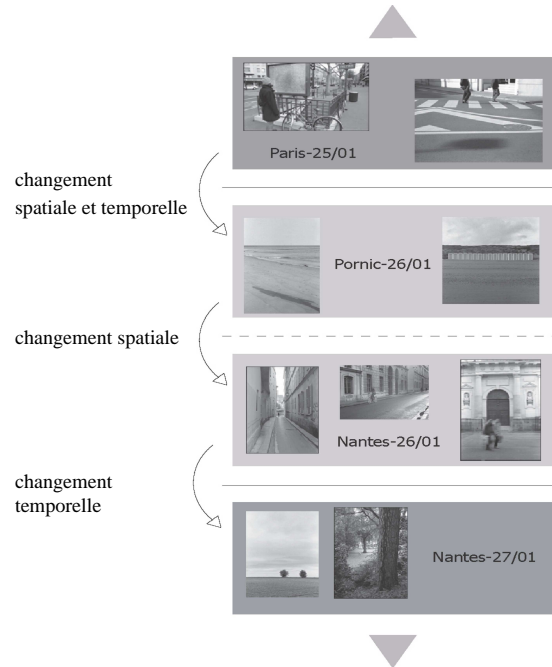 Paris-25/01
changement
spatiale et temporelle
Pornic-26/01
changement spatiale
Nantes-26/01
changement
temporelle
Nantes-27/01